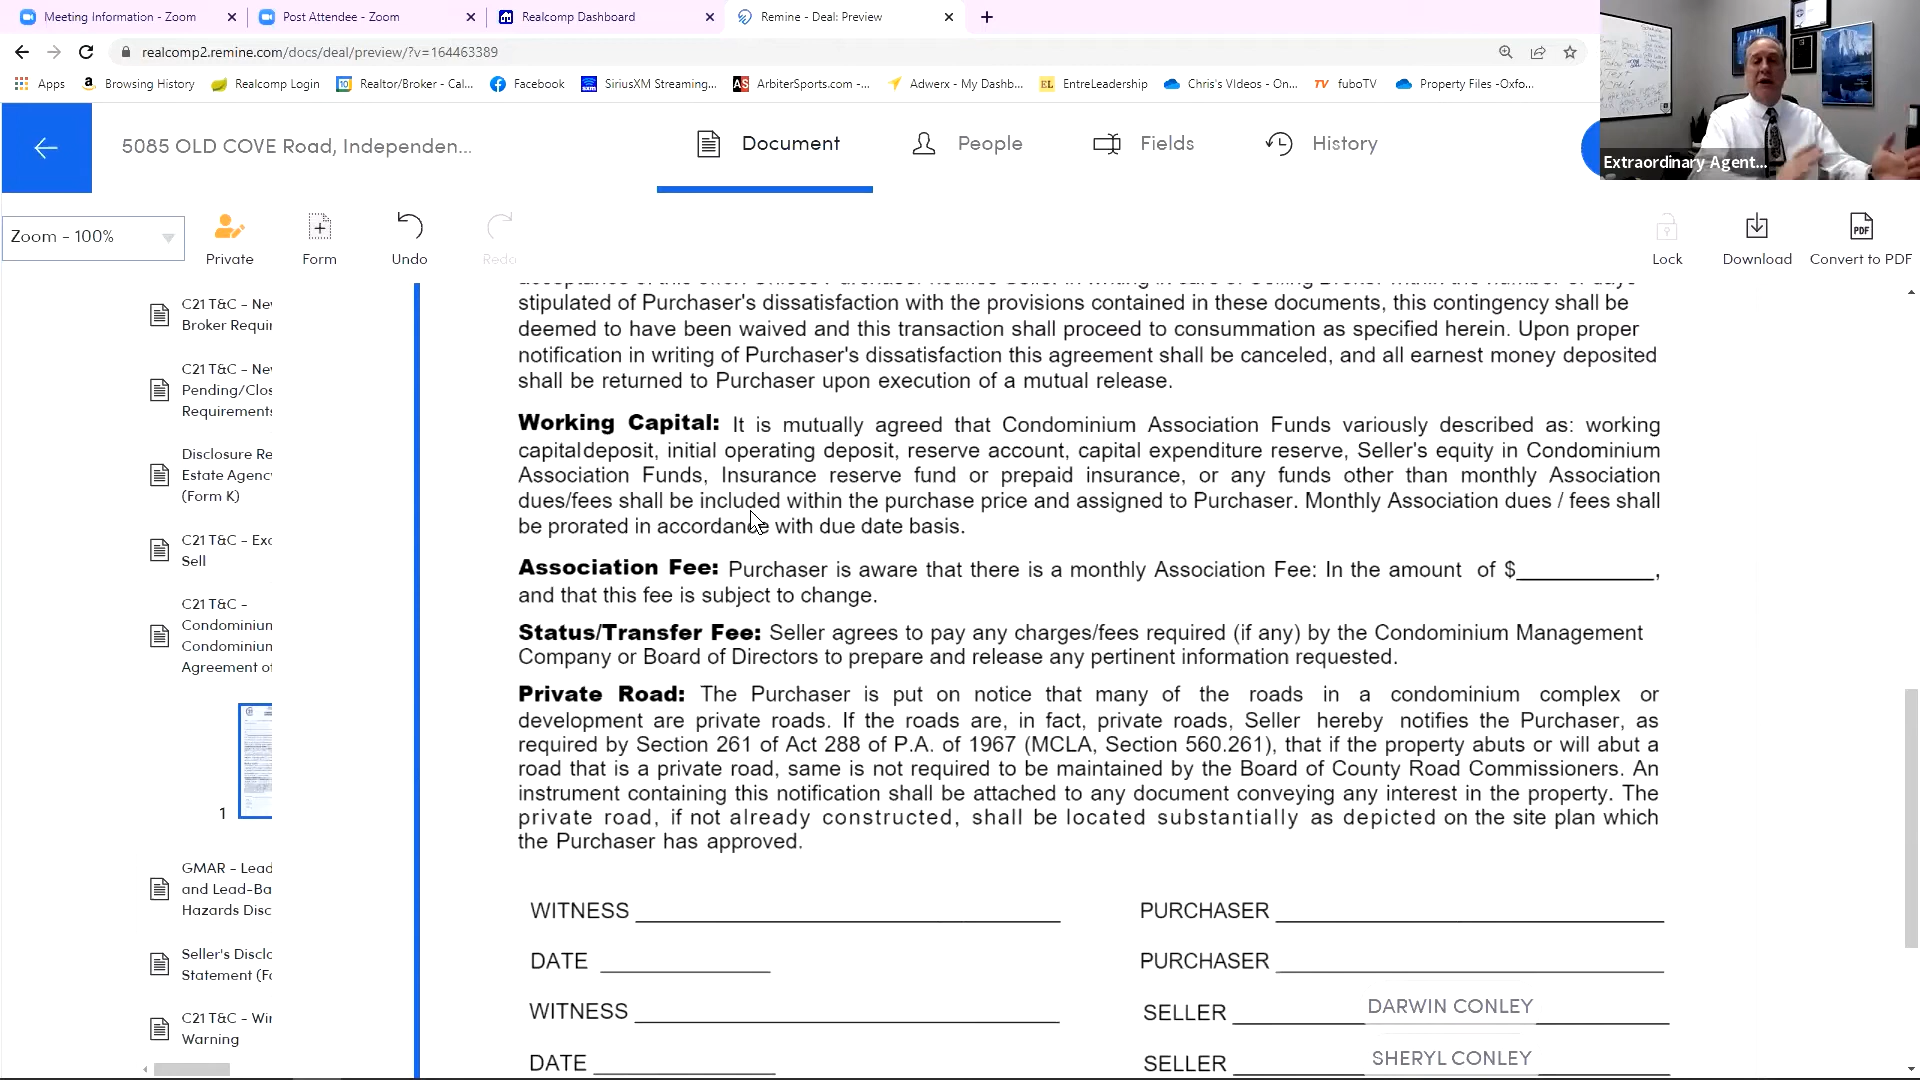 Meeting Information - Zoom
Post Attendee - Zoom
Realcomp Dashboard
Remine - Deal: Preview
realcomp2.remine.com/docs/deal/preview/?v=164463389
Apps
Browsing History
Realcomp Login
Realtor/Broker - Cal...
Facebook
SiriusXM Streaming...
ArbiterSports.com -...
Adwerx - My Dashb...
EntreLeadership
Chris's VIdeos - On...
fuboTV
Property Files -Oxfo...
Extraordinary Agent...
5085 OLD COVE Road, Independen...
Document
People
Fields
History
Zoom - 100%
Private
Form
Undo
Redo
Lock
Download
Convert to PDF
C21 T&C - Nev
Broker Requir
C21 T&C - Nev
Pending/Clos
Requirements
Disclosure Re
Estate Agenc
(Form K)
C21 T&C - Exc
Sell
C21 T&C -
Condominium
Condominium
Agreement of
1
GMAR - Lead
and Lead-Ba
Hazards Disc
Seller's Disclo
Statement (Fo
C21 T&C - Wir
Warning
stipulated of Purchaser's dissatisfaction with the provisions contained in these documents, this contingency shall be
deemed to have been waived and this transaction shall proceed to consummation as specified herein. Upon proper
notification in writing of Purchaser's dissatisfaction this agreement shall be canceled, and all earnest money deposited
shall be returned to Purchaser upon execution of a mutual release.
Working Capital: It is mutually agreed that Condominium Association Funds variously described as: working
capitaldeposit, initial operating deposit, reserve account, capital expenditure reserve, Seller's equity in Condominium
Association Funds, Insurance reserve fund or prepaid insurance, or any funds other than monthly Association
dues/fees shall be included within the purchase price and assigned to Purchaser. Monthly Association dues / fees shall
be prorated in accordance with due date basis.
Association Fee: Purchaser is aware that there is a monthly Association Fee: In the amount of $____________,
and that this fee is subject to change.
Status/Transfer Fee: Seller agrees to pay any charges/fees required (if any) by the Condominium Management
Company or Board of Directors to prepare and release any pertinent information requested.
Private Road: The Purchaser is put on notice that many of the roads in a condominium complex or
development are private roads. If the roads are, in fact, private roads, Seller hereby notifies the Purchaser, as
required by Section 261 of Act 288 of P.A. of 1967 (MCLA, Section 560.261), that if the property abuts or will abut a
road that is a private road, same is not required to be maintained by the Board of County Road Commissioners. An
instrument containing this notification shall be attached to any document conveying any interest in the property. The
private road, if not already constructed, shall be located substantially as depicted on the site plan which
the Purchaser has approved.
WITNESS
PURCHASER
DATE
PURCHASER
WITNESS
SELLER DARWIN CONLEY
DATE
SELLER SHERYL CONLEY